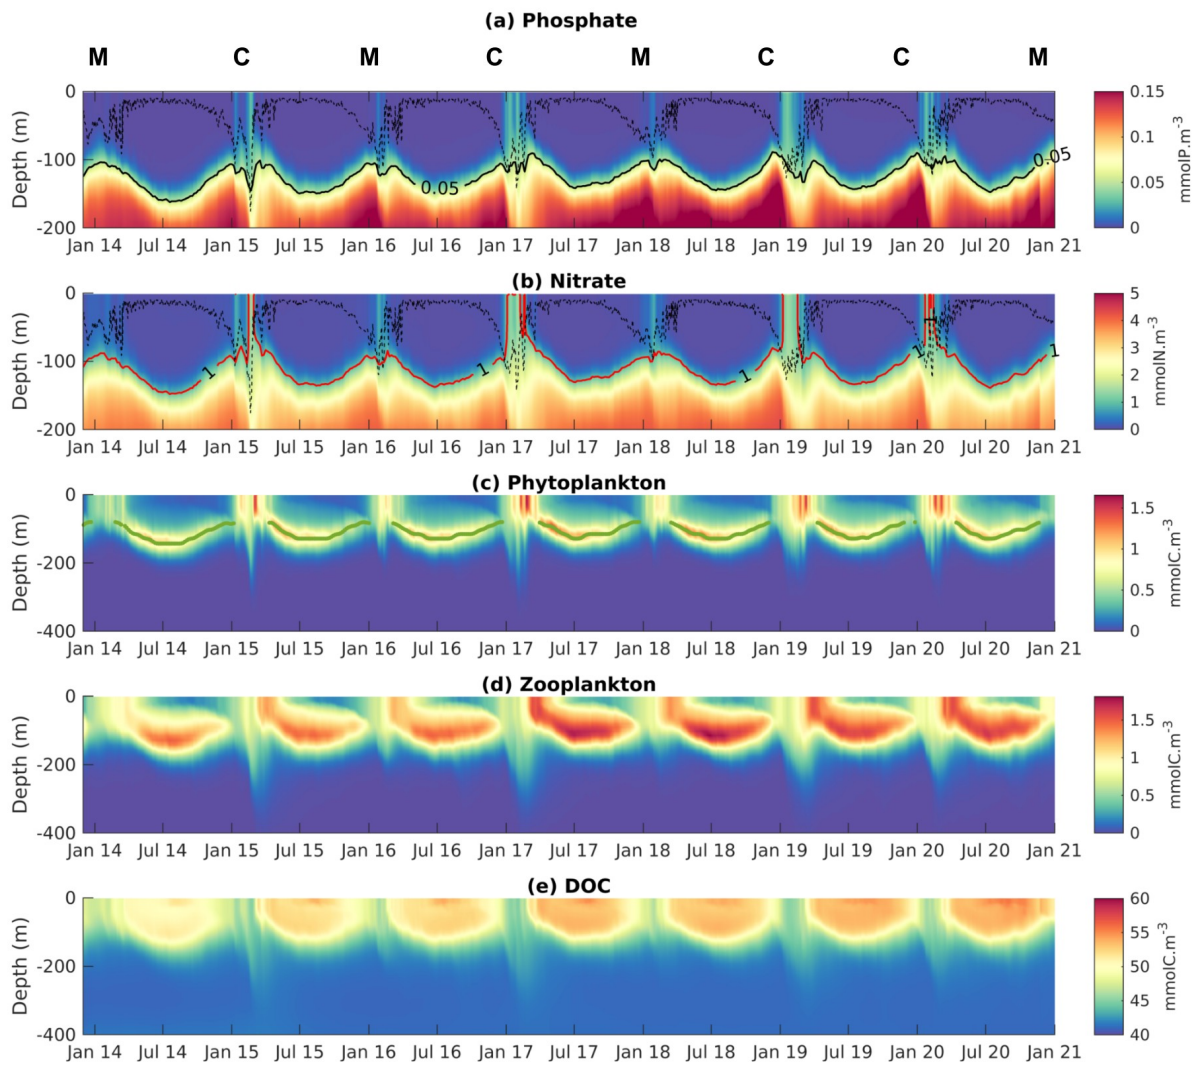 (a) Phosphate
M C M C M C C M
0
-100
-200
Depth (m)
0.05
0.05
0.15
0.1
0.05
0
mmolP.m-3
Jan 14 Jul 14 Jan 15 Jul 15 Jan 16 Jul 16 Jan 17 Jul 17 Jan 18 Jul 18 Jan 19 Jul 19 Jan 20 Jul 20 Jan 21
(b) Nitrate
0
-100
-200
Depth (m)
1
1
1
1
1
1
5
4
3
2
1
0
mmolN.m-3
Jan 14 Jul 14 Jan 15 Jul 15 Jan 16 Jul 16 Jan 17 Jul 17 Jan 18 Jul 18 Jan 19 Jul 19 Jan 20 Jul 20 Jan 21
(c) Phytoplankton
0
-200
-400
Depth (m)
1.5
1
0.5
0
mmolC.m-3
Jan 14 Jul 14 Jan 15 Jul 15 Jan 16 Jul 16 Jan 17 Jul 17 Jan 18 Jul 18 Jan 19 Jul 19 Jan 20 Jul 20 Jan 21
(d) Zooplankton
0
-200
-400
Depth (m)
1.5
1
0.5
0
mmolC.m-3
Jan 14 Jul 14 Jan 15 Jul 15 Jan 16 Jul 16 Jan 17 Jul 17 Jan 18 Jul 18 Jan 19 Jul 19 Jan 20 Jul 20 Jan 21
(e) DOC
0
-200
-400
Depth (m)
60
55
50
45
40
mmolC.m-3
Jan 14 Jul 14 Jan 15 Jul 15 Jan 16 Jul 16 Jan 17 Jul 17 Jan 18 Jul 18 Jan 19 Jul 19 Jan 20 Jul 20 Jan 21